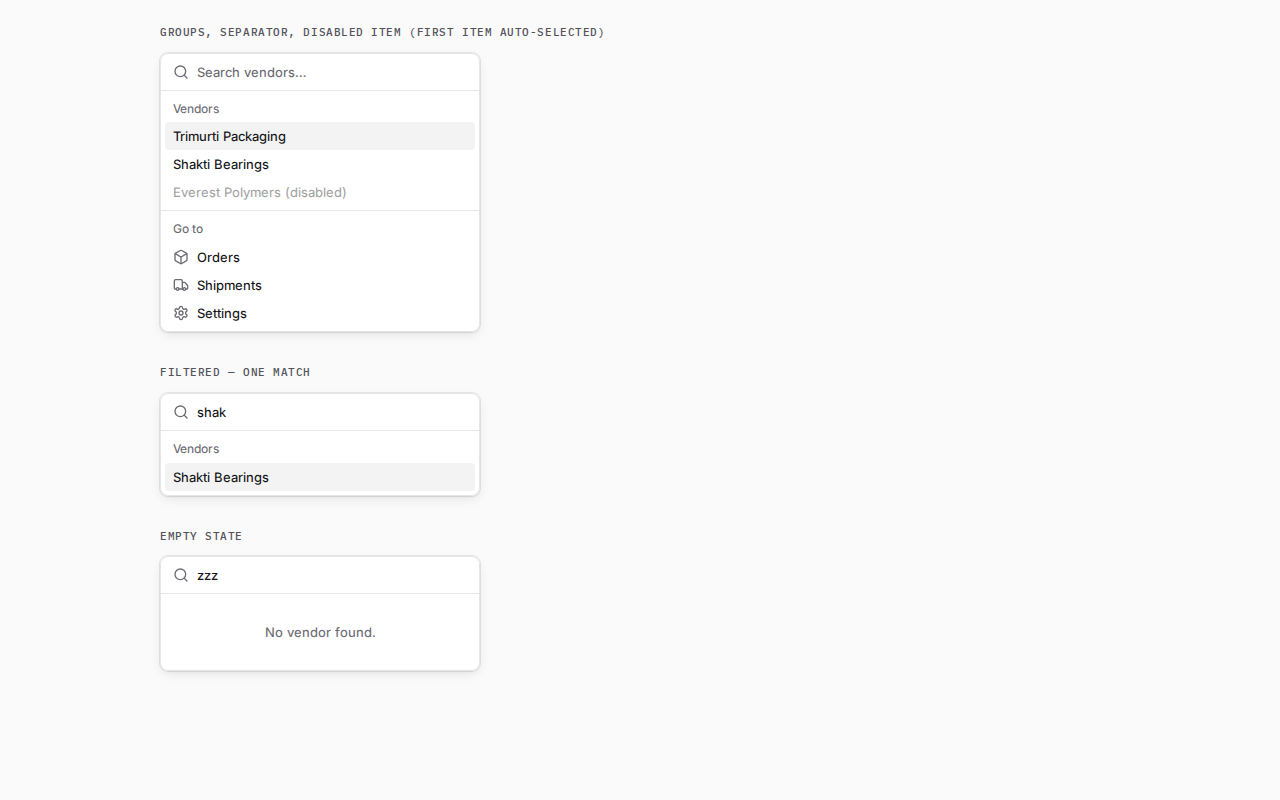 GROUPS, SEPARATOR, DISABLED ITEM (FIRST ITEM AUTO-SELECTED)
Search vendors...
Vendors
Trimurti Packaging
Shakti Bearings
Everest Polymers (disabled)
Go to
Orders
Shipments
Settings
FILTERED — ONE MATCH
shak
Vendors
Shakti Bearings
EMPTY STATE
zzz
No vendor found.